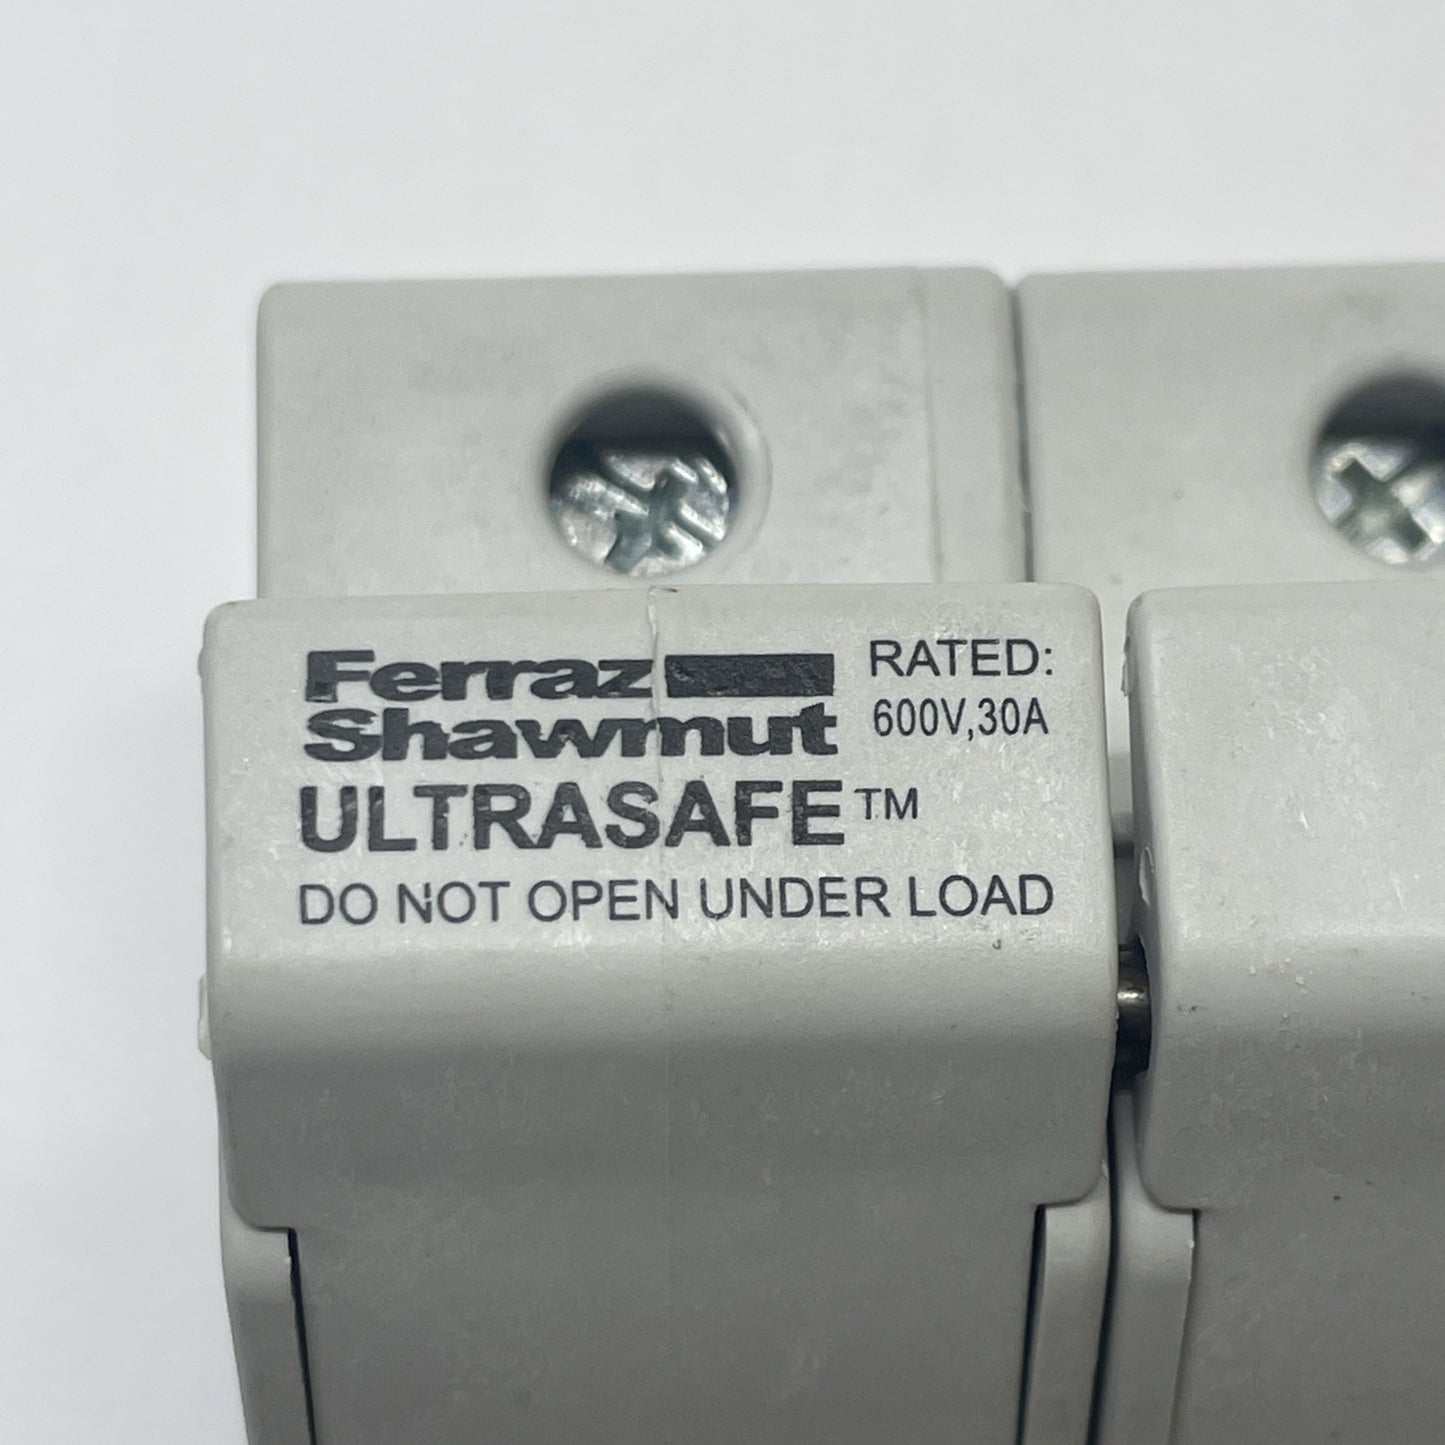 Ferraz
Shawmut
RATED:
600V,30A
ULTRASAFE™
DO NOT OPEN UNDER LOAD